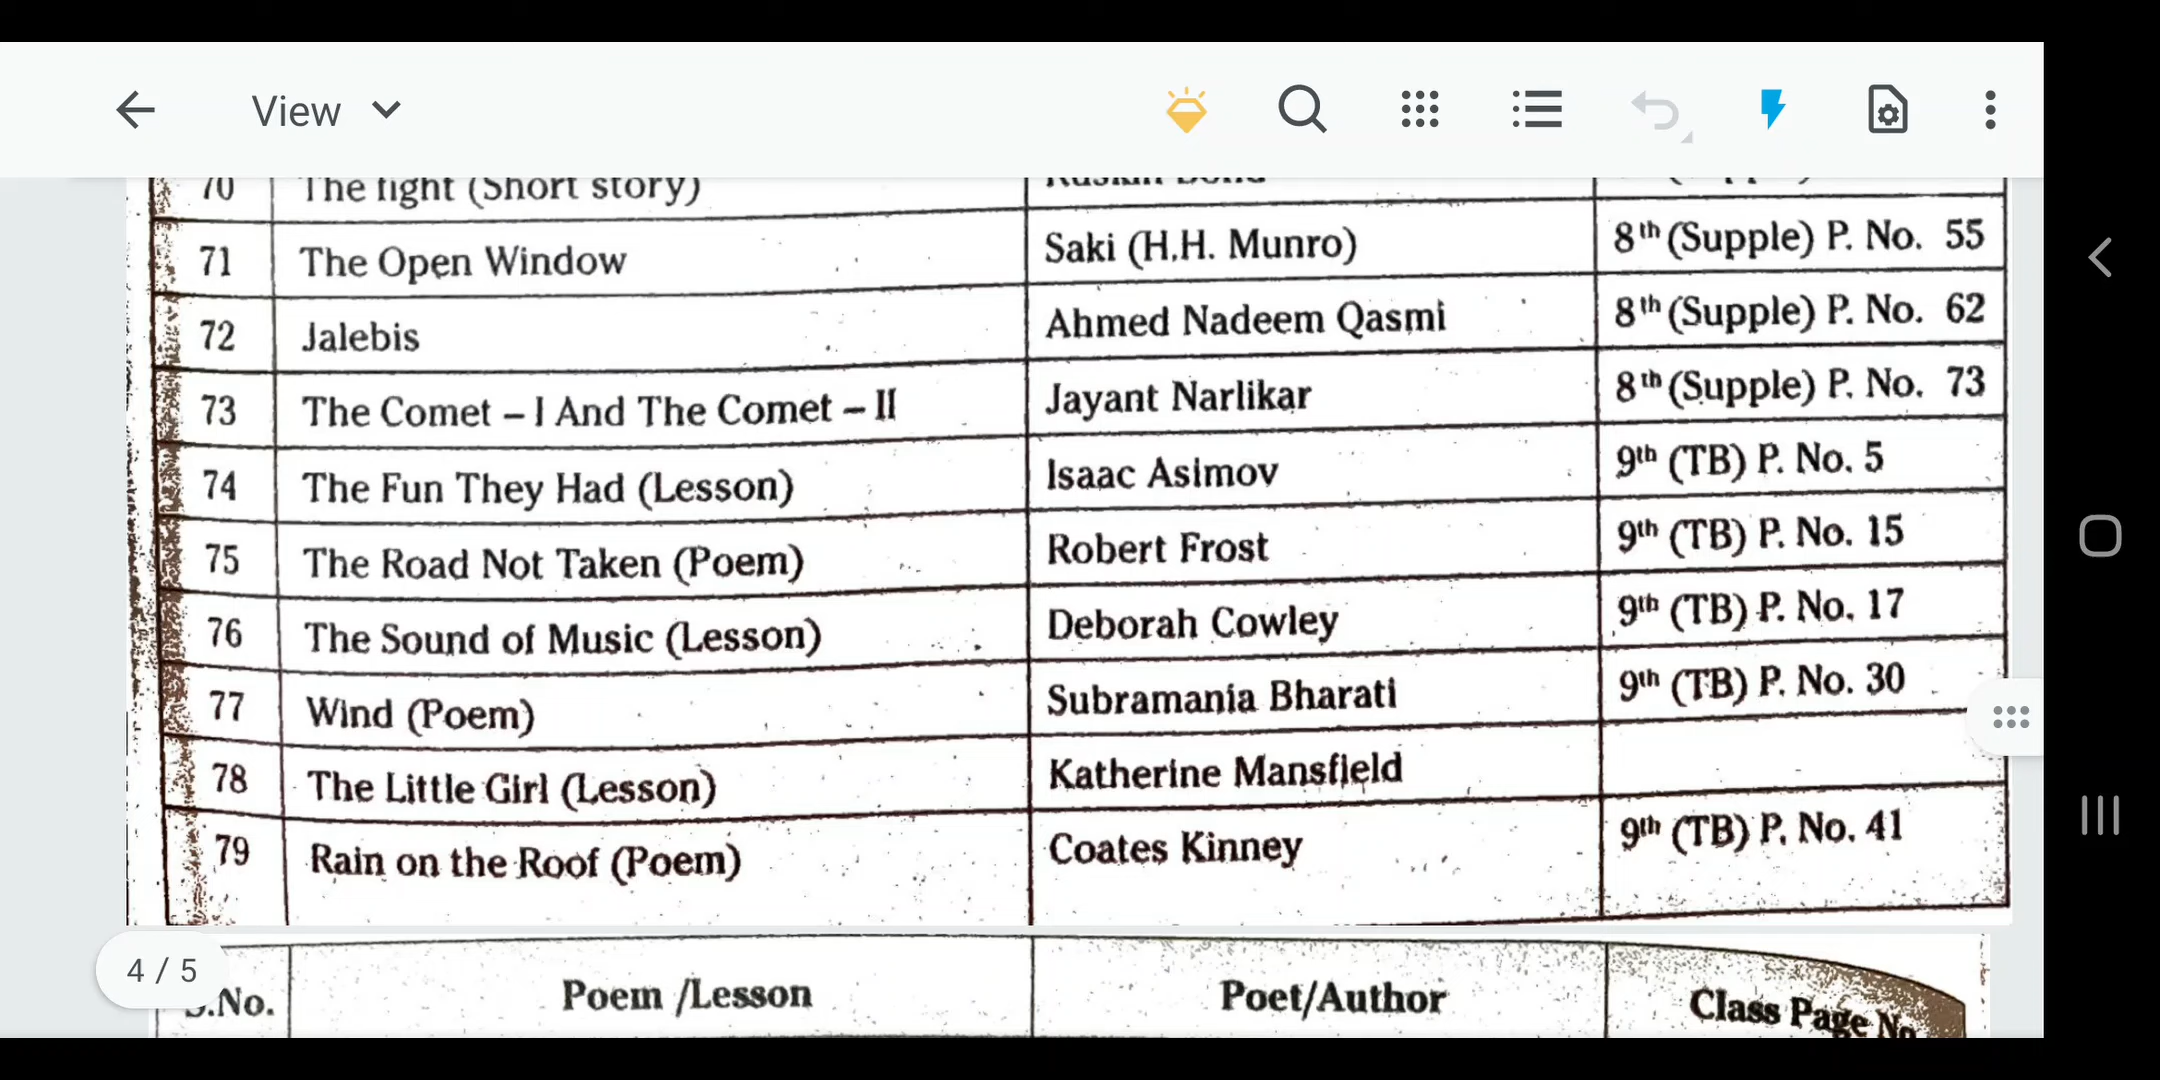 View
70 The fight (Short story)
71 The Open Window Saki (H.H. Munro) 8th (Supple) P. No. 55
72 Jalebis Ahmed Nadeem Qasmi 8th (Supple) P. No. 62
73 The Comet – I And The Comet – II Jayant Narlikar 8th (Supple) P. No. 73
74 The Fun They Had (Lesson) Isaac Asimov 9th (TB) P. No. 5
75 The Road Not Taken (Poem) Robert Frost 9th (TB) P. No. 15
76 The Sound of Music (Lesson) Deborah Cowley 9th (TB) P. No. 17
77 Wind (Poem) Subramania Bharati 9th (TB) P. No. 30
78 The Little Girl (Lesson) Katherine Mansfield
79 Rain on the Roof (Poem) Coates Kinney 9th (TB) P. No. 41
4 / 5
S.No. Poem /Lesson Poet/Author Class Page No